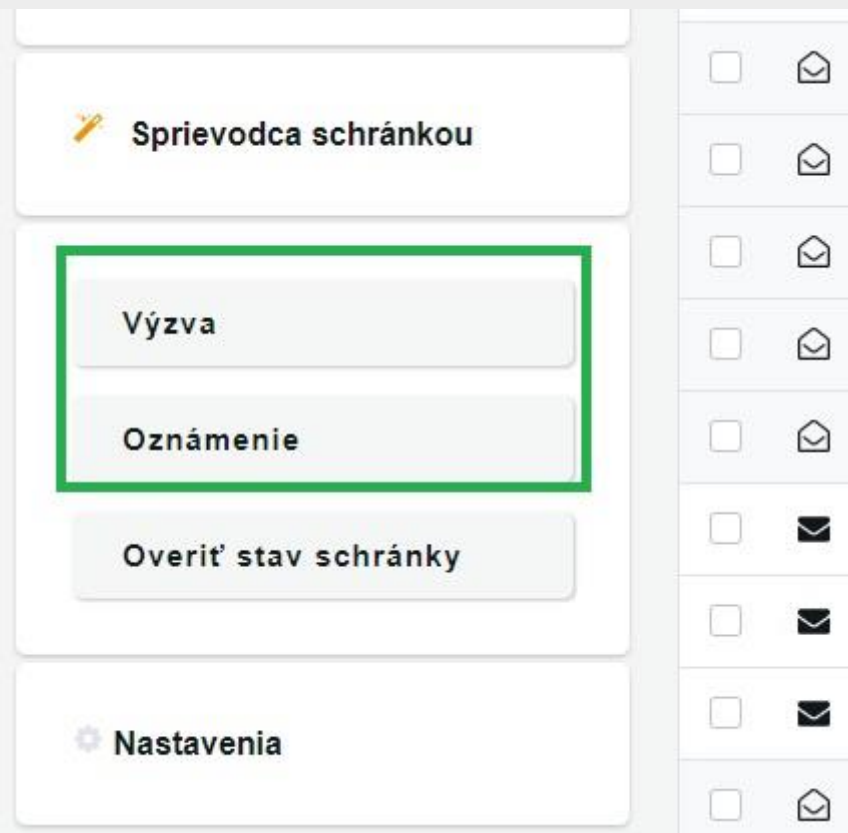 Sprievodca schránkou
Výzva
Oznámenie
Overiť stav schránky
Nastavenia